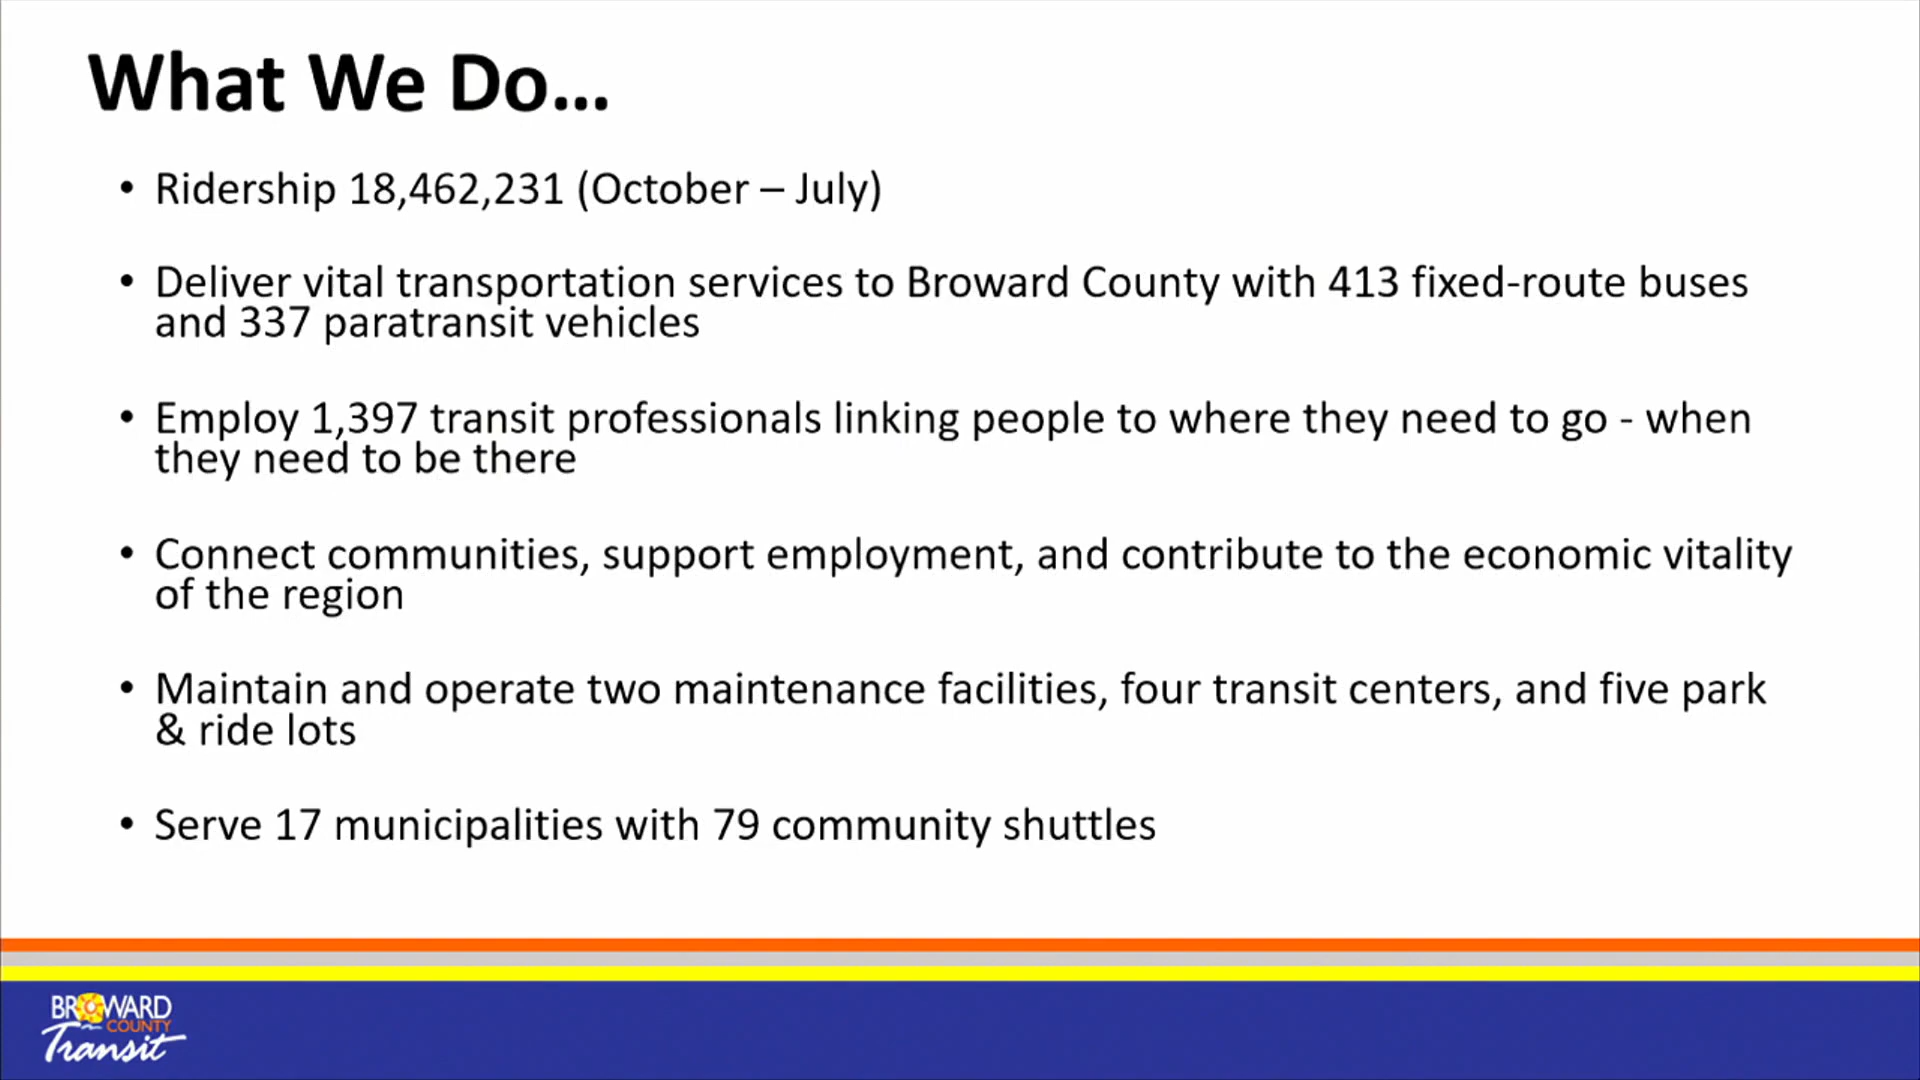 What We Do...
• Ridership 18,462,231 (October – July)
• Deliver vital transportation services to Broward County with 413 fixed-route buses
and 337 paratransit vehicles
• Employ 1,397 transit professionals linking people to where they need to go - when
they need to be there
• Connect communities, support employment, and contribute to the economic vitality
of the region
• Maintain and operate two maintenance facilities, four transit centers, and five park
& ride lots
• Serve 17 municipalities with 79 community shuttles
BROWARD
COUNTY
Transit